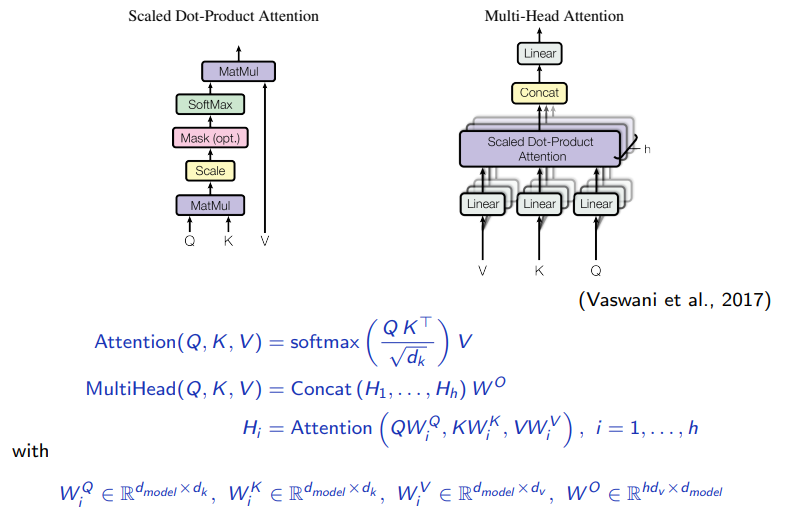 Scaled Dot-Product Attention
MatMul
SoftMax
Mask (opt.)
Scale
MatMul
Q K V
Multi-Head Attention
Linear
Concat
Scaled Dot-Product
Attention
h
Linear Linear Linear
V K Q
(Vaswani et al., 2017)
Attention(Q, K, V) = softmax (Q K^⊤ / √d_k) V
MultiHead(Q, K, V) = Concat (H_1, . . . , H_h) W^O
H_i = Attention (QW_i^Q, KW_i^K, VW_i^V) , i = 1, . . . , h
with
W_i^Q ∈ ℝ^{d_model × d_k}, W_i^K ∈ ℝ^{d_model × d_k}, W_i^V ∈ ℝ^{d_model × d_v}, W^O ∈ ℝ^{hd_v × d_model}